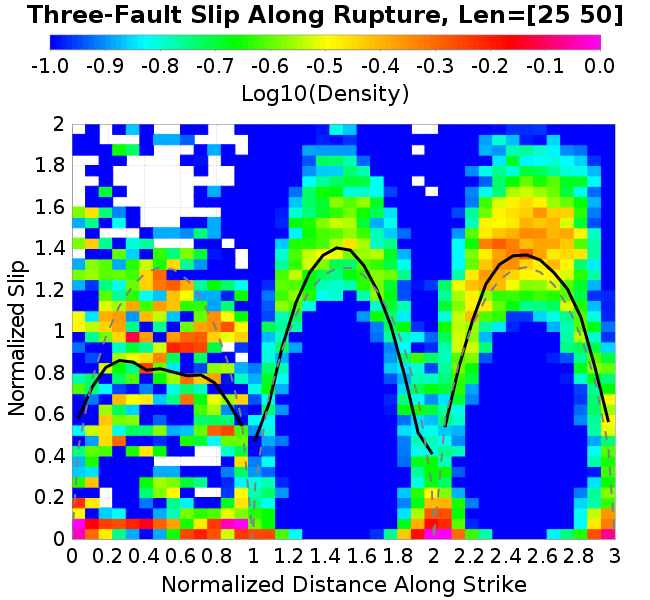 Three-Fault Slip Along Rupture, Len=[25 50]
-1.0 -0.9 -0.8 -0.7 -0.6 -0.5 -0.4 -0.3 -0.2 -0.1 0.0
Log10(Density)
2
1.8
1.6
1.4
1.2
1
0.8
0.6
0.4
0.2
0
Normalized Slip
0 0.2 0.4 0.6 0.8 1 1.2 1.4 1.6 1.8 2 2.2 2.4 2.6 2.8 3
Normalized Distance Along Strike